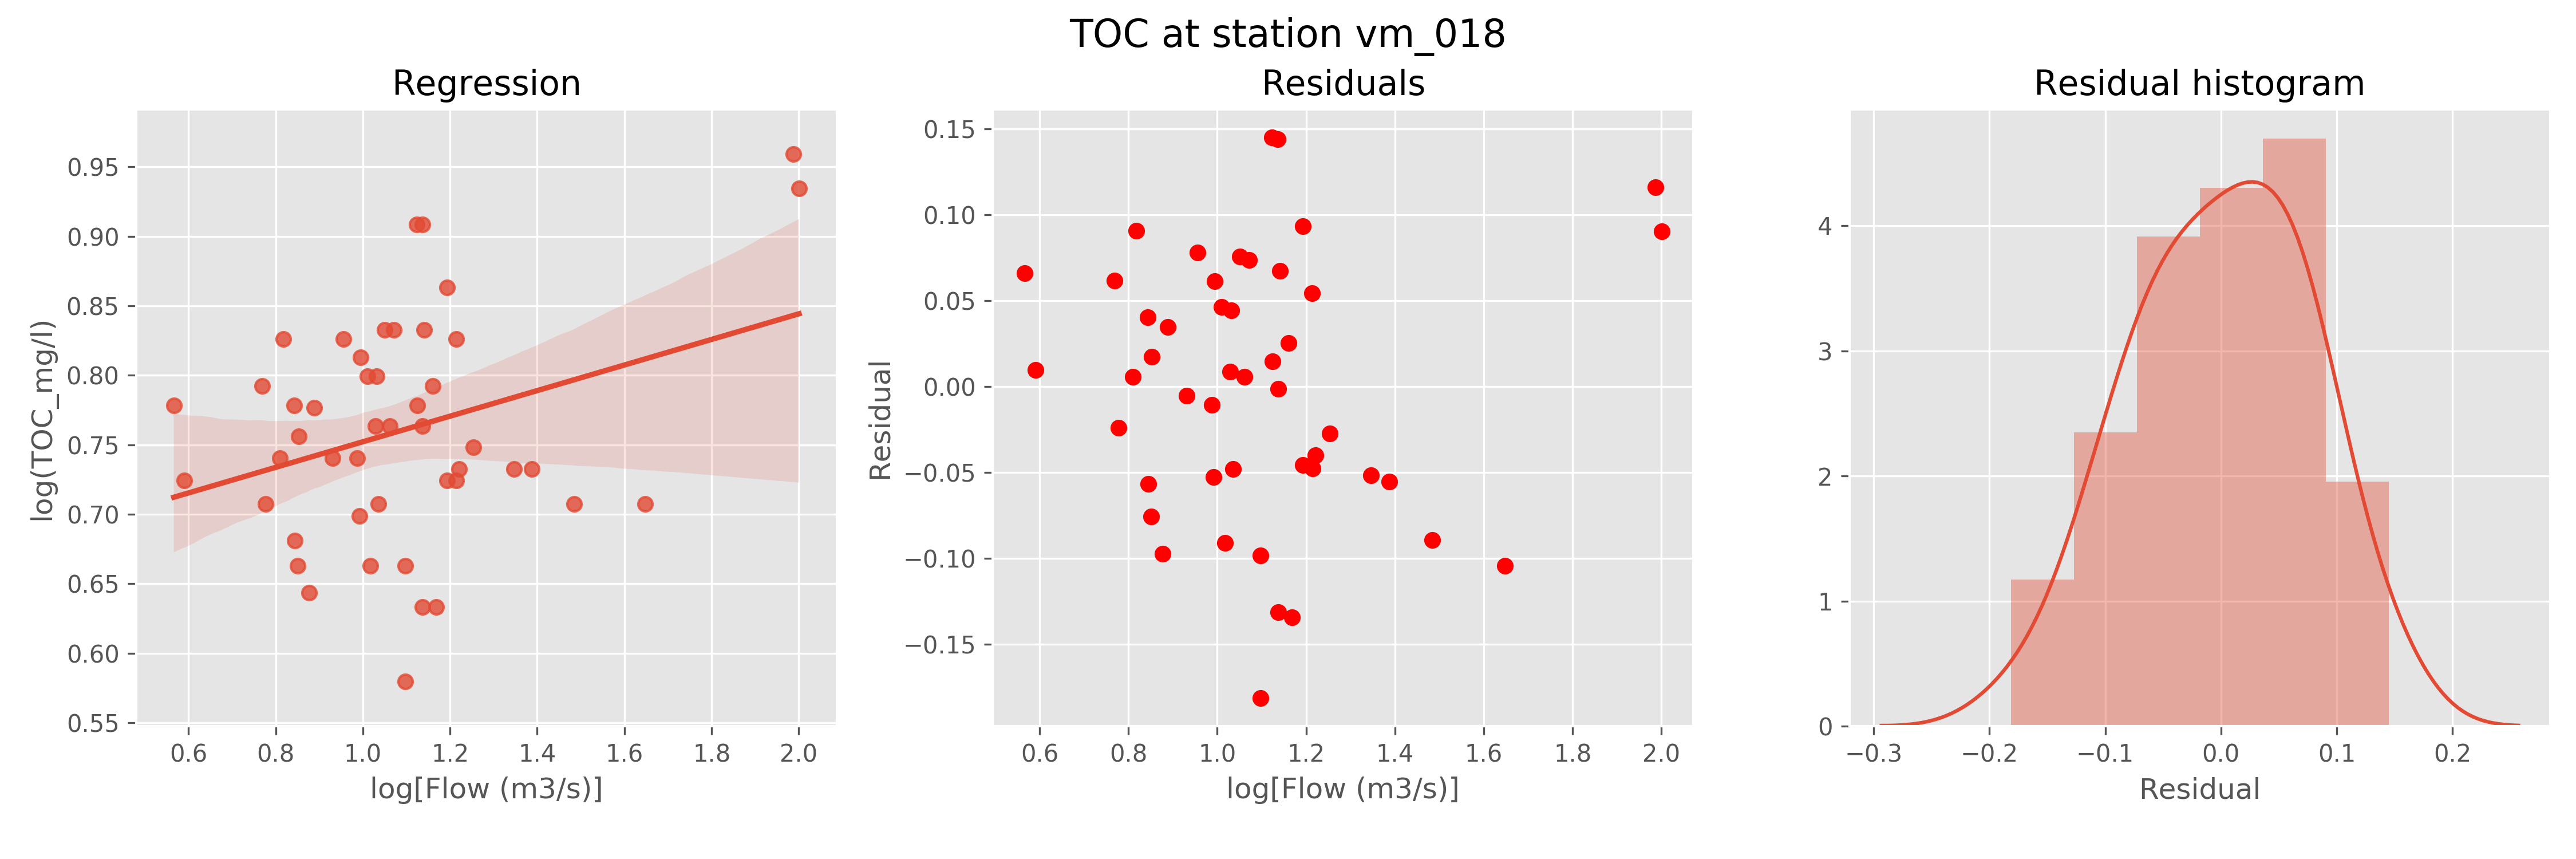 TOC at station vm_018
Regression
0.95
0.90
0.85
0.80
0.75
0.70
0.65
0.60
0.55
log(TOC_mg/l)
0.6 0.8 1.0 1.2 1.4 1.6 1.8 2.0
log[Flow (m3/s)]
Residuals
0.15
0.10
0.05
0.00
−0.05
−0.10
−0.15
Residual
0.6 0.8 1.0 1.2 1.4 1.6 1.8 2.0
log[Flow (m3/s)]
Residual histogram
4
3
2
1
0
−0.3 −0.2 −0.1 0.0 0.1 0.2
Residual